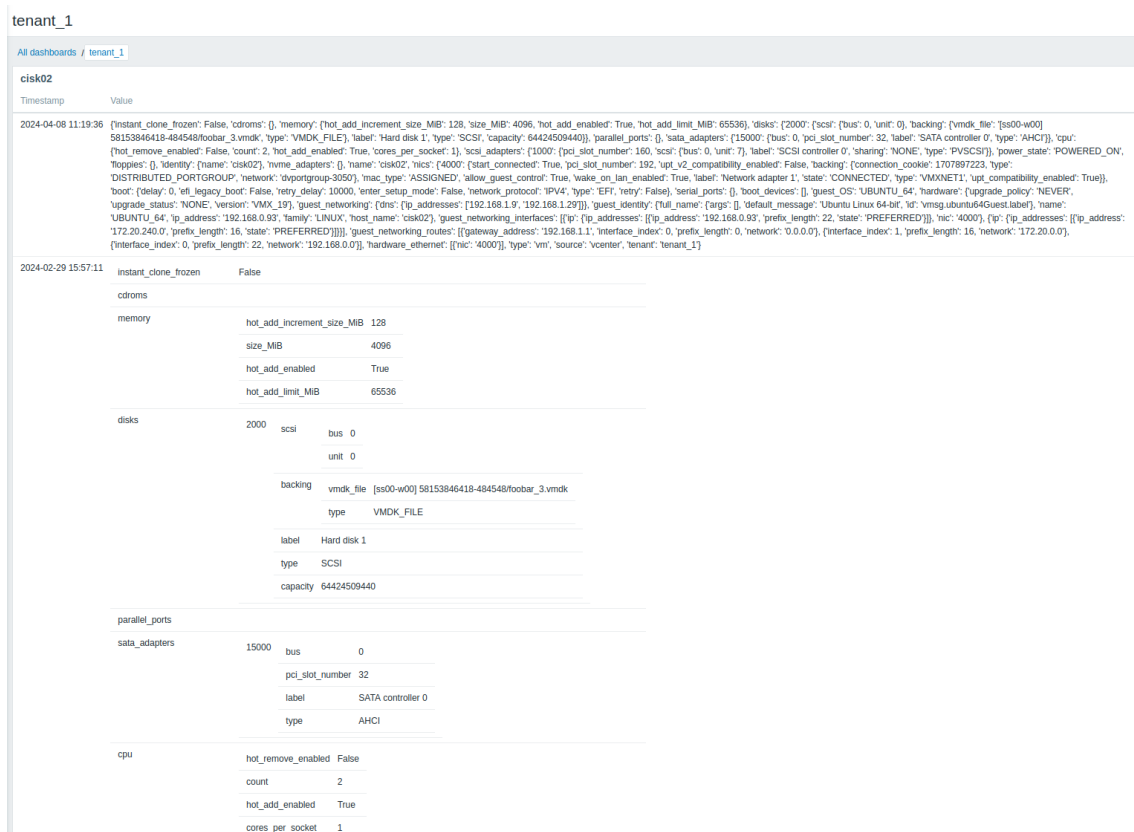 tenant_1
All dashboards / tenant_1
cisk02
Timestamp Value
2024-04-08 11:19:36 {'instant_clone_frozen': False, 'cdroms': {}, 'memory': {'hot_add_increment_size_MiB': 128, 'size_MiB': 4096, 'hot_add_enabled': True, 'hot_add_limit_MiB': 65536}, 'disks': {'2000': {'scsi': {'bus': 0, 'unit': 0}, 'backing': {'vmdk_file': '[ss00-w00]
58153846418-484548/foobar_3.vmdk', 'type': 'VMDK_FILE'}, 'label': 'Hard disk 1', 'type': 'SCSI', 'capacity': 64424509440}}, 'parallel_ports': {}, 'sata_adapters': {'15000': {'bus': 0, 'pci_slot_number': 32, 'label': 'SATA controller 0', 'type': 'AHCI'}}, 'cpu':
{'hot_remove_enabled': False, 'count': 2, 'hot_add_enabled': True, 'cores_per_socket': 1}, 'scsi_adapters': {'1000': {'pci_slot_number': 160, 'scsi': {'bus': 0, 'unit': 7}, 'label': 'SCSI controller 0', 'sharing': 'NONE', 'type': 'PVSCSI'}}, 'power_state': 'POWERED_ON',
'floppies': {}, 'identity': {'name': 'cisk02'}, 'nvme_adapters': {}, 'name': 'cisk02', 'nics': {'4000': {'start_connected': True, 'pci_slot_number': 192, 'upt_v2_compatibility_enabled': False, 'backing': {'connection_cookie': 1707897223, 'type':
'DISTRIBUTED_PORTGROUP', 'network': 'dvportgroup-3050'}, 'mac_type': 'ASSIGNED', 'allow_guest_control': True, 'wake_on_lan_enabled': True, 'label': 'Network adapter 1', 'state': 'CONNECTED', 'type': 'VMXNET1', 'upt_compatibility_enabled': True}},
'boot': {'delay': 0, 'efi_legacy_boot': False, 'retry_delay': 10000, 'enter_setup_mode': False, 'network_protocol': 'IPV4', 'type': 'EFI', 'retry': False}, 'serial_ports': {}, 'boot_devices': [], 'guest_OS': 'UBUNTU_64', 'hardware': {'upgrade_policy': 'NEVER',
'upgrade_status': 'NONE', 'version': 'VMX_19'}, 'guest_networking': {'dns': {'ip_addresses': ['192.168.1.9', '192.168.1.29']}}, 'guest_identity': {'full_name': {'args': [], 'default_message': 'Ubuntu Linux 64-bit', 'id': 'vmsg.ubuntu64Guest.label'}, 'name':
'UBUNTU_64', 'ip_address': '192.168.0.93', 'family': 'LINUX', 'host_name': 'cisk02'}, 'guest_networking_interfaces': [{'ip': {'ip_addresses': [{'ip_address': '192.168.0.93', 'prefix_length': 22, 'state': 'PREFERRED'}]}, 'nic': '4000'}, {'ip': {'ip_addresses': [{'ip_address':
'172.20.240.0', 'prefix_length': 16, 'state': 'PREFERRED'}]}}], 'guest_networking_routes': [{'gateway_address': '192.168.1.1', 'interface_index': 0, 'prefix_length': 0, 'network': '0.0.0.0'}, {'interface_index': 1, 'prefix_length': 16, 'network': '172.20.0.0'},
{'interface_index': 0, 'prefix_length': 22, 'network': '192.168.0.0'}], 'hardware_ethernet': [{'nic': '4000'}], 'type': 'vm', 'source': 'vcenter', 'tenant': 'tenant_1'}
2024-02-29 15:57:11 instant_clone_frozen False
cdroms
memory
hot_add_increment_size_MiB 128
size_MiB 4096
hot_add_enabled True
hot_add_limit_MiB 65536
disks
2000 scsi
bus 0
unit 0
backing
vmdk_file [ss00-w00] 58153846418-484548/foobar_3.vmdk
type VMDK_FILE
label Hard disk 1
type SCSI
capacity 64424509440
parallel_ports
sata_adapters
15000
bus 0
pci_slot_number 32
label SATA controller 0
type AHCI
cpu
hot_remove_enabled False
count 2
hot_add_enabled True
cores_per_socket 1